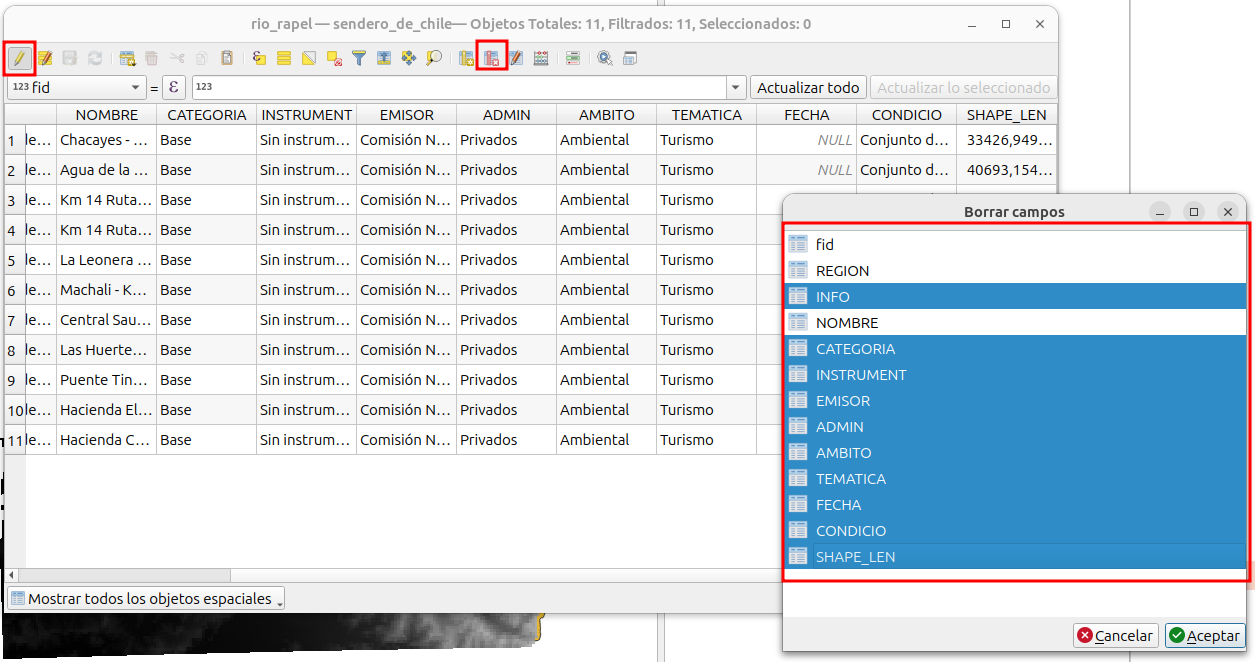 rio_rapel — sendero_de_chile— Objetos Totales: 11, Filtrados: 11, Seleccionados: 0
123 fid = ε 123 Actualizar todo Actualizar lo seleccionado
NOMBRE CATEGORIA INSTRUMENT EMISOR ADMIN AMBITO TEMATICA FECHA CONDICIO SHAPE_LEN
1 le... Chacayes - ... Base Sin instrum... Comisión N... Privados Ambiental Turismo NULL Conjunto d... 33426,949...
2 le... Agua de la ... Base Sin instrum... Comisión N... Privados Ambiental Turismo NULL Conjunto d... 40693,154...
3 le... Km 14 Ruta... Base Sin instrum... Comisión N... Privados Ambiental Turismo
4 le... Km 14 Ruta... Base Sin instrum... Comisión N... Privados Ambiental Turismo
5 le... La Leonera ... Base Sin instrum... Comisión N... Privados Ambiental Turismo
6 le... Machali - K... Base Sin instrum... Comisión N... Privados Ambiental Turismo
7 le... Central Sau... Base Sin instrum... Comisión N... Privados Ambiental Turismo
8 le... Las Huerte... Base Sin instrum... Comisión N... Privados Ambiental Turismo
9 le... Puente Tin... Base Sin instrum... Comisión N... Privados Ambiental Turismo
10 le... Hacienda El... Base Sin instrum... Comisión N... Privados Ambiental Turismo
11 le... Hacienda C... Base Sin instrum... Comisión N... Privados Ambiental Turismo
Mostrar todos los objetos espaciales
Borrar campos
fid
REGION
INFO
NOMBRE
CATEGORIA
INSTRUMENT
EMISOR
ADMIN
AMBITO
TEMATICA
FECHA
CONDICIO
SHAPE_LEN
Cancelar Aceptar